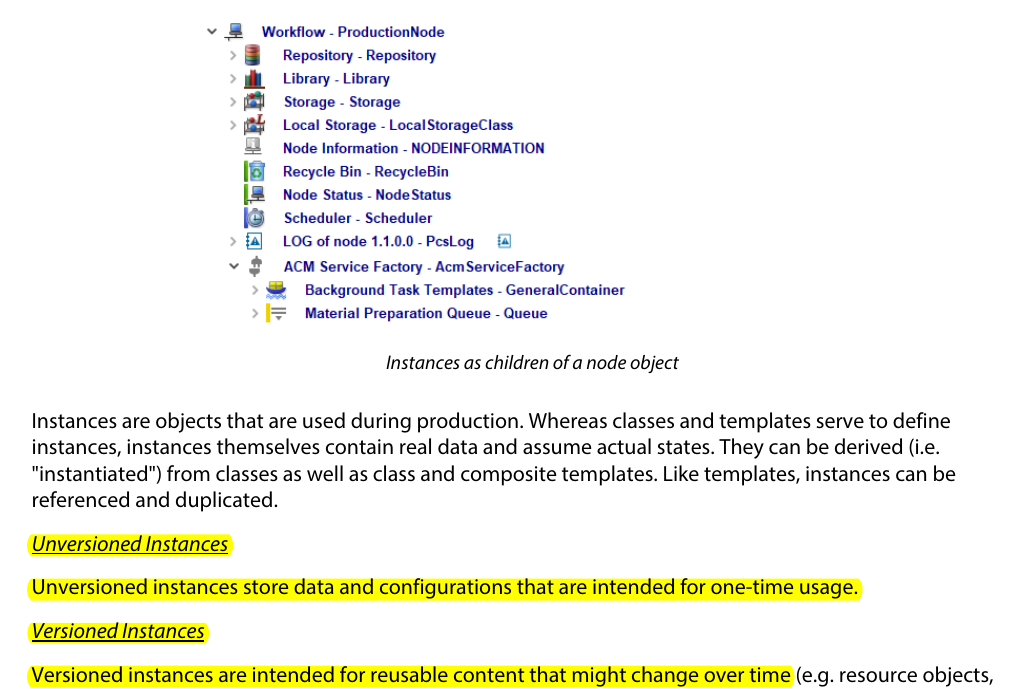 Workflow - ProductionNode
Repository - Repository
Library - Library
Storage - Storage
Local Storage - LocalStorageClass
Node Information - NODEINFORMATION
Recycle Bin - RecycleBin
Node Status - NodeStatus
Scheduler - Scheduler
LOG of node 1.1.0.0 - PcsLog
ACM Service Factory - AcmServiceFactory
Background Task Templates - GeneralContainer
Material Preparation Queue - Queue
Instances as children of a node object
Instances are objects that are used during production. Whereas classes and templates serve to define
instances, instances themselves contain real data and assume actual states. They can be derived (i.e.
"instantiated") from classes as well as class and composite templates. Like templates, instances can be
referenced and duplicated.
Unversioned Instances
Unversioned instances store data and configurations that are intended for one-time usage.
Versioned Instances
Versioned instances are intended for reusable content that might change over time (e.g. resource objects,